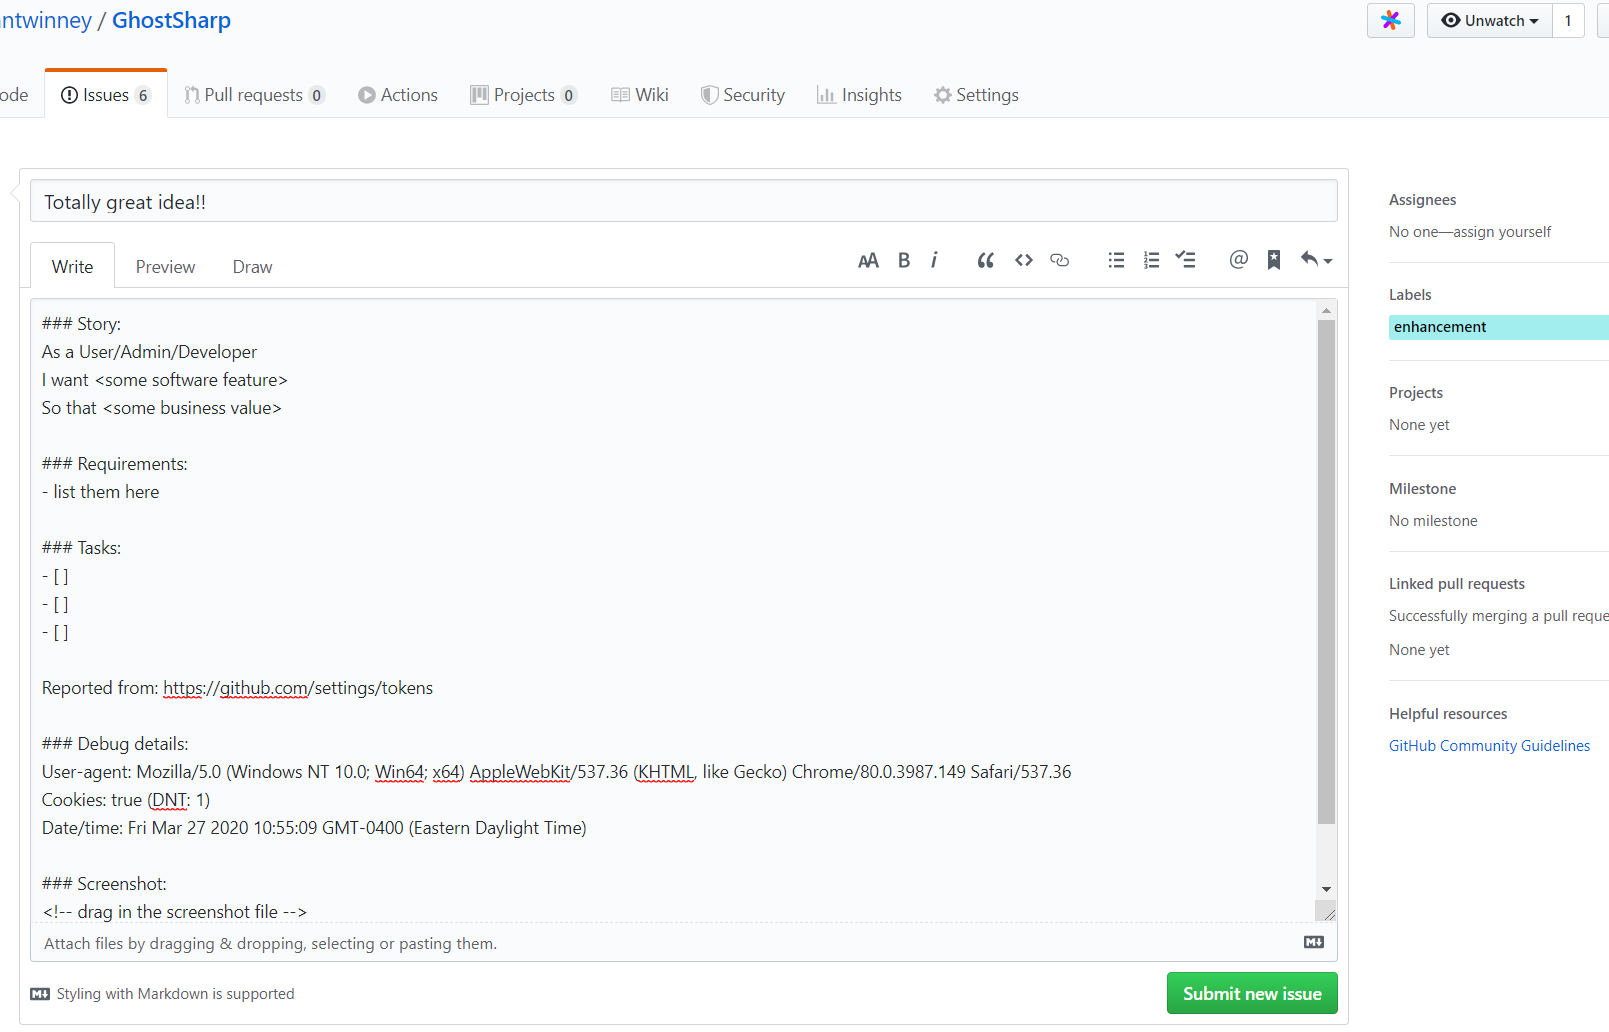 ntwinney / GhostSharp
Unwatch 1
ode Issues 6 Pull requests 0 Actions Projects 0 Wiki Security Insights Settings
Totally great idea!!
Write Preview Draw
### Story:
As a User/Admin/Developer
I want <some software feature>
So that <some business value>
### Requirements:
- list them here
### Tasks:
- [ ]
- [ ]
- [ ]
Reported from: https://github.com/settings/tokens
### Debug details:
User-agent: Mozilla/5.0 (Windows NT 10.0; Win64; x64) AppleWebKit/537.36 (KHTML, like Gecko) Chrome/80.0.3987.149 Safari/537.36
Cookies: true (DNT: 1)
Date/time: Fri Mar 27 2020 10:55:09 GMT-0400 (Eastern Daylight Time)
### Screenshot:
<!-- drag in the screenshot file -->
Attach files by dragging & dropping, selecting or pasting them.
Styling with Markdown is supported
Submit new issue
Assignees
No one—assign yourself
Labels
enhancement
Projects
None yet
Milestone
No milestone
Linked pull requests
Successfully merging a pull reque
None yet
Helpful resources
GitHub Community Guidelines